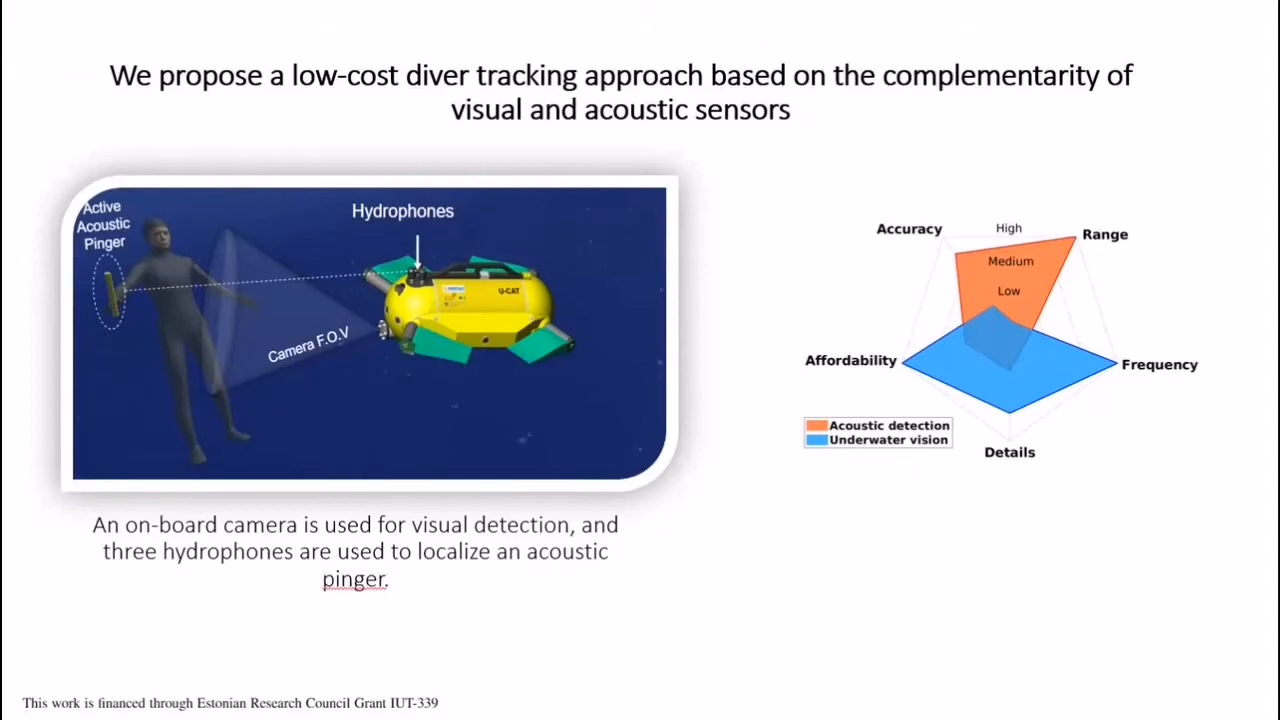 We propose a low-cost diver tracking approach based on the complementarity of
visual and acoustic sensors
Active
Acoustic
Pinger
Hydrophones
U-CAT
Camera F.O.V
An on-board camera is used for visual detection, and
three hydrophones are used to localize an acoustic
pinger.
Accuracy
High
Range
Medium
Low
Affordability
Frequency
Acoustic detection
Underwater vision
Details
This work is financed through Estonian Research Council Grant IUT-339